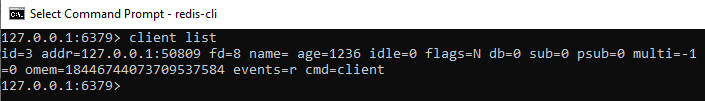 Select Command Prompt - redis-cli
127.0.0.1:6379> client list
id=3 addr=127.0.0.1:50809 fd=8 name= age=1236 idle=0 flags=N db=0 sub=0 psub=0 multi=-1
=0 omem=18446744073709537584 events=r cmd=client
127.0.0.1:6379>